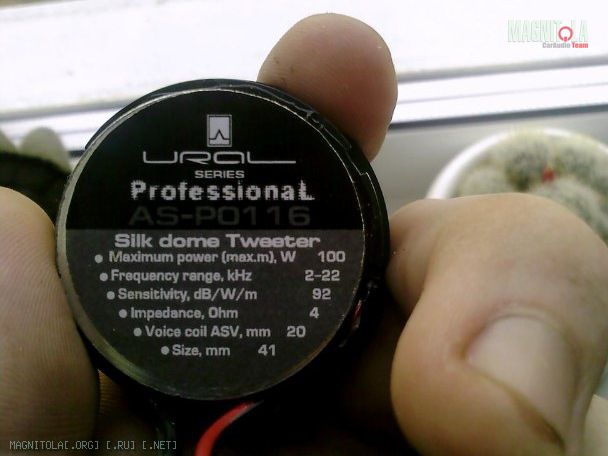 MAGNITOLA
CarAudio Team
URAL
SERIES
Professional
AS-P0116
Silk dome Tweeter
Maximum power (max.m), W 100
Frequency range, kHz 2-22
Sensitivity, dB/W/m 92
Impedance, Ohm 4
Voice coil ASV, mm 20
Size, mm 41
MAGNITOLA[.ORG] [.RU] [.NET]